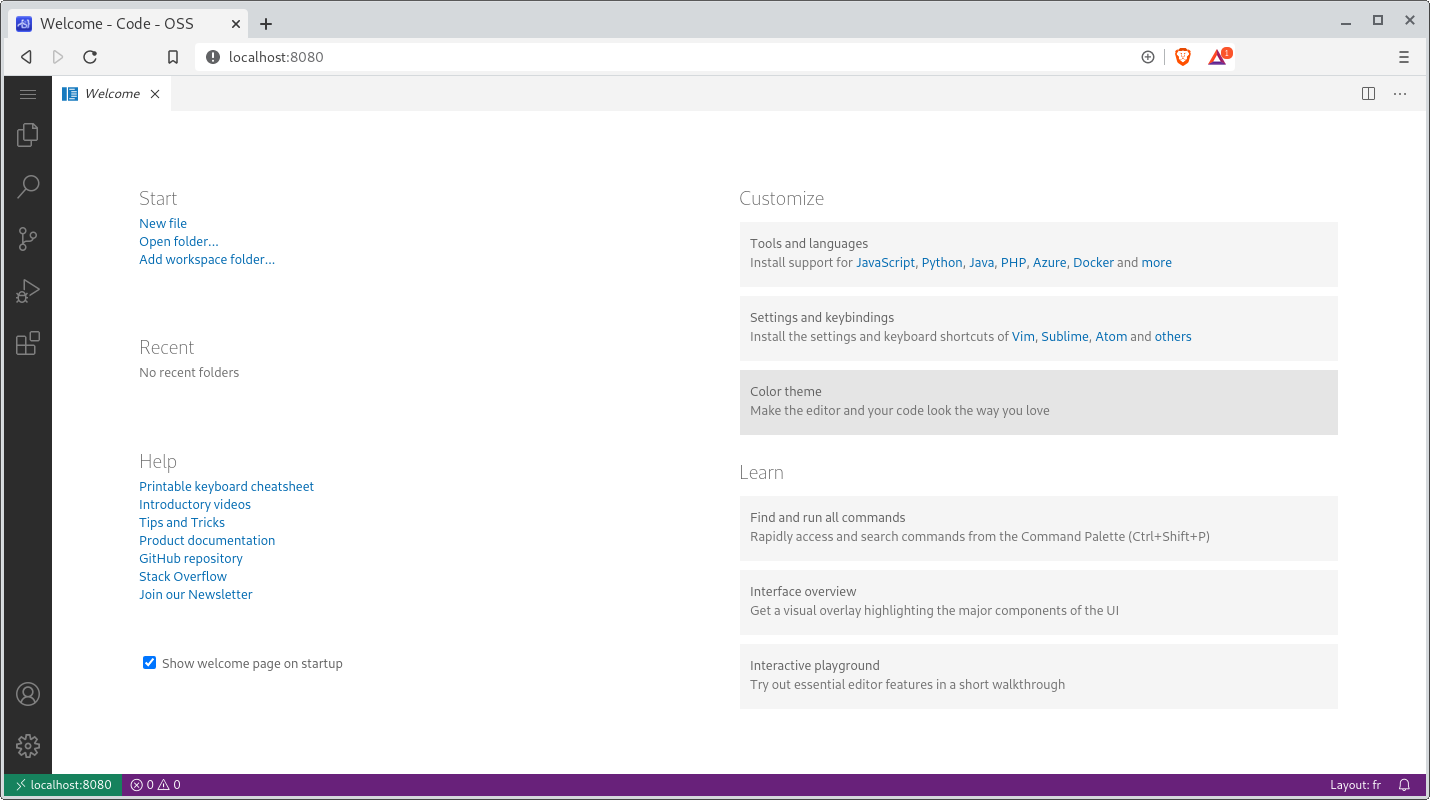 Welcome - Code - OSS
localhost:8080
1
Welcome
Start
New file
Open folder...
Add workspace folder...
Recent
No recent folders
Help
Printable keyboard cheatsheet
Introductory videos
Tips and Tricks
Product documentation
GitHub repository
Stack Overflow
Join our Newsletter
Show welcome page on startup
Customize
Tools and languages
Install support for JavaScript, Python, Java, PHP, Azure, Docker and more
Settings and keybindings
Install the settings and keyboard shortcuts of Vim, Sublime, Atom and others
Color theme
Make the editor and your code look the way you love
Learn
Find and run all commands
Rapidly access and search commands from the Command Palette (Ctrl+Shift+P)
Interface overview
Get a visual overlay highlighting the major components of the UI
Interactive playground
Try out essential editor features in a short walkthrough
localhost:8080 0 0 Layout: fr